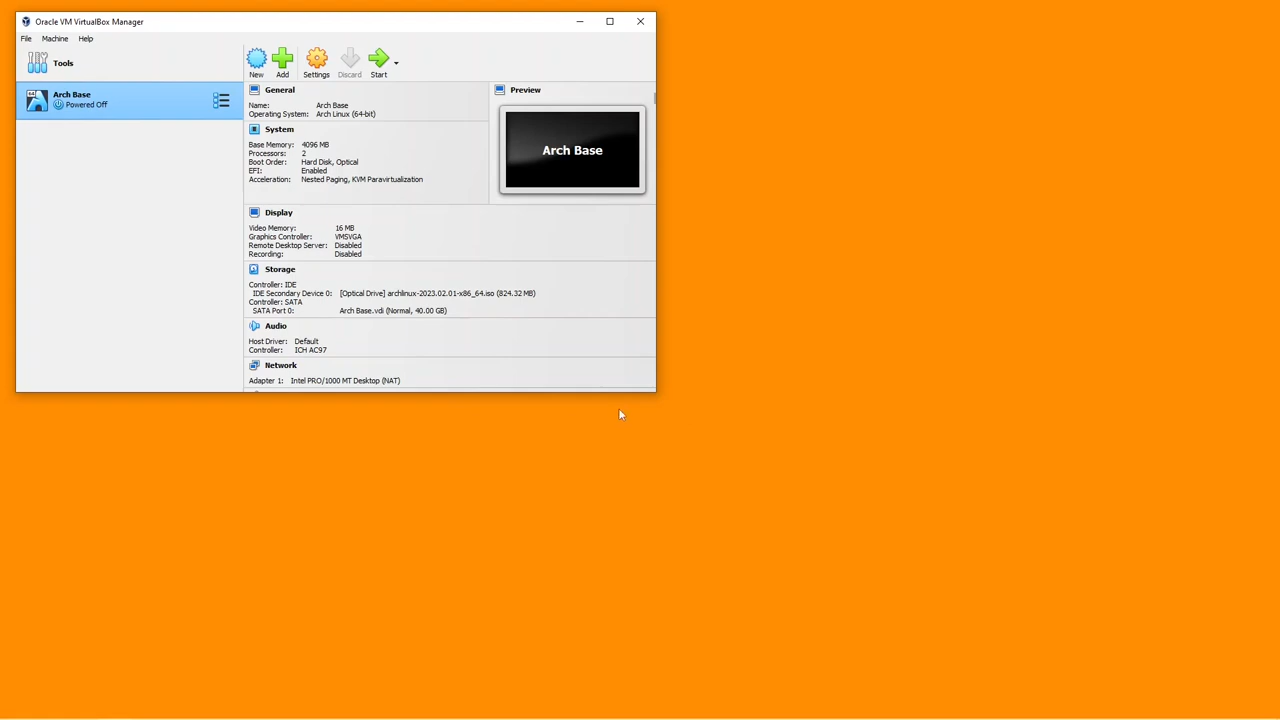 Oracle VM VirtualBox Manager
File Machine Help
Tools
New Add Settings Discard Start
64
Arch Base
Powered Off
General
Name: Arch Base
Operating System: Arch Linux (64-bit)
System
Base Memory: 4096 MB
Processors: 2
Boot Order: Hard Disk, Optical
EFI: Enabled
Acceleration: Nested Paging, KVM Paravirtualization
Preview
Arch Base
Display
Video Memory: 16 MB
Graphics Controller: VMSVGA
Remote Desktop Server: Disabled
Recording: Disabled
Storage
Controller: IDE
IDE Secondary Device 0: [Optical Drive] archlinux-2023.02.01-x86_64.iso (824.32 MB)
Controller: SATA
SATA Port 0: Arch Base.vdi (Normal, 40.00 GB)
Audio
Host Driver: Default
Controller: ICH AC97
Network
Adapter 1: Intel PRO/1000 MT Desktop (NAT)